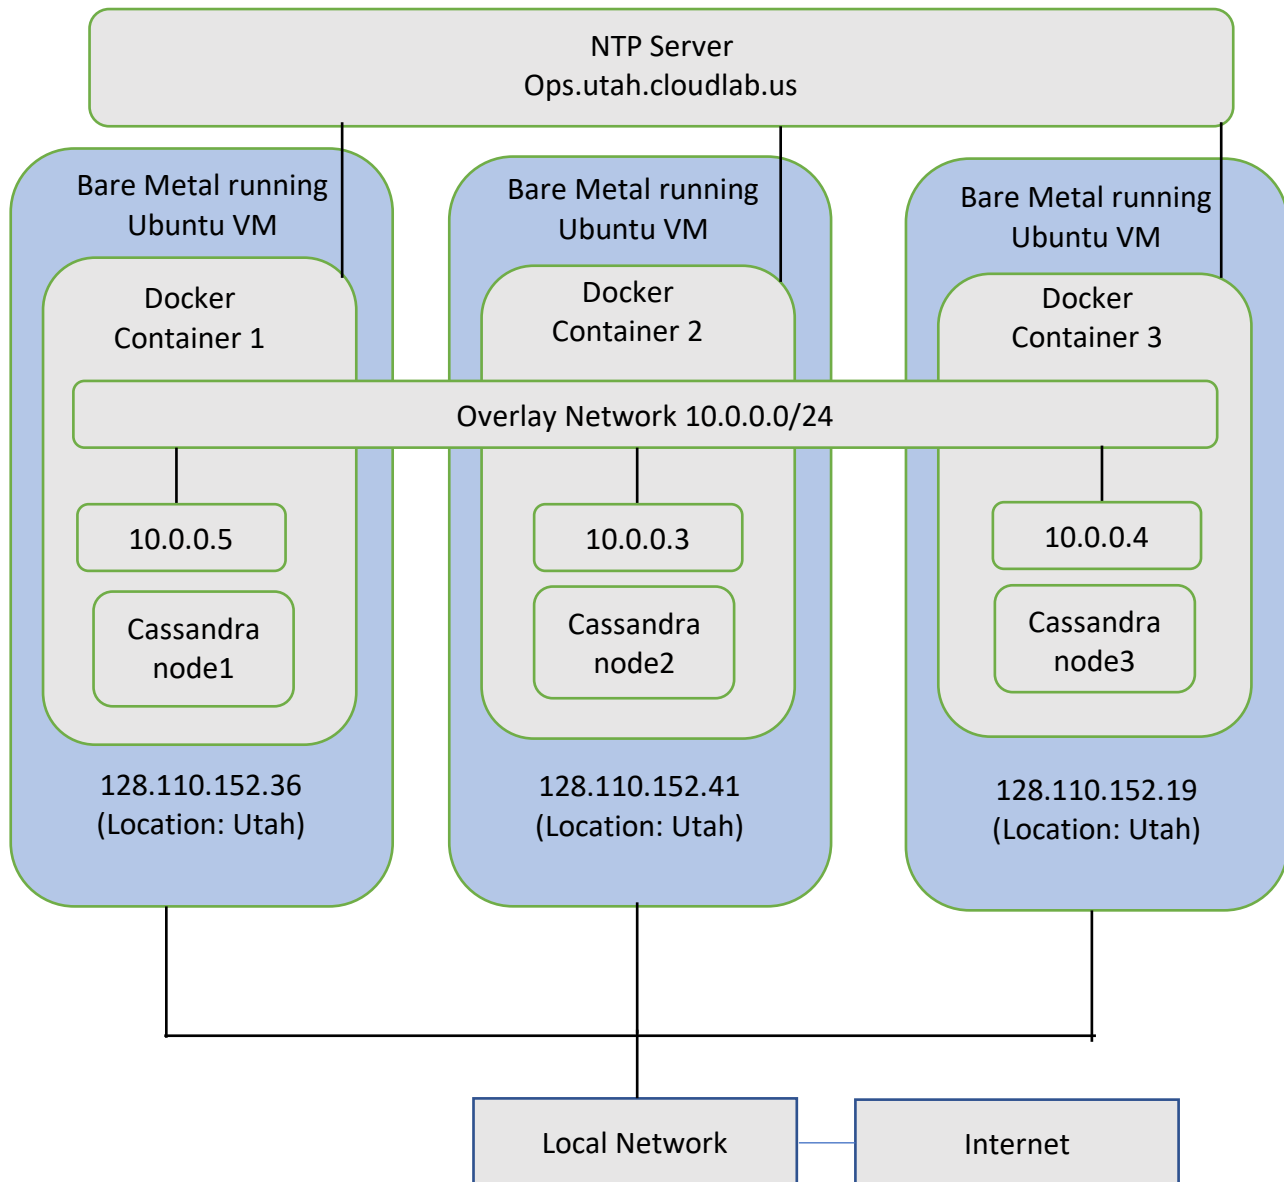 NTP Server
Ops.utah.cloudlab.us
Bare Metal running
Ubuntu VM
Docker
Container 1
Bare Metal running
Ubuntu VM
Docker
Container 2
Bare Metal running
Ubuntu VM
Docker
Container 3
Overlay Network 10.0.0.0/24
10.0.0.5
Cassandra
node1
128.110.152.36
(Location: Utah)
10.0.0.3
Cassandra
node2
128.110.152.41
(Location: Utah)
10.0.0.4
Cassandra
node3
128.110.152.19
(Location: Utah)
Local Network
Internet